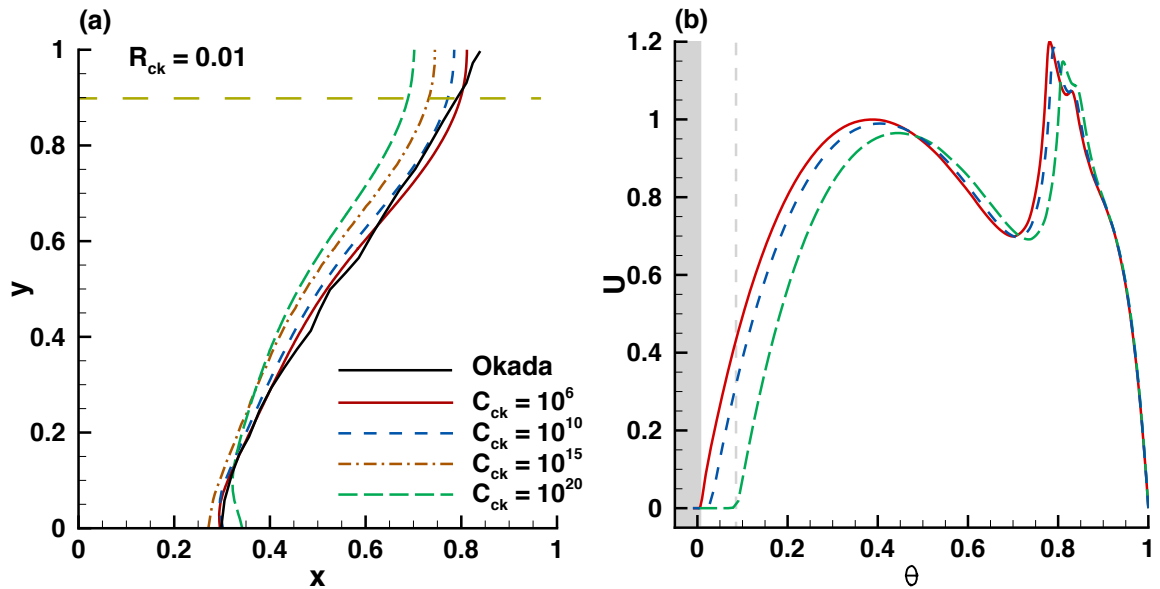 (a)
R_ck = 0.01
1
0.8
0.6
0.4
0.2
0
y
0 0.2 0.4 0.6 0.8 1
x
Okada
C_ck = 10^6
C_ck = 10^10
C_ck = 10^15
C_ck = 10^20
(b)
1.2
1
0.8
0.6
0.4
0.2
0
U
0 0.2 0.4 0.6 0.8 1
θ